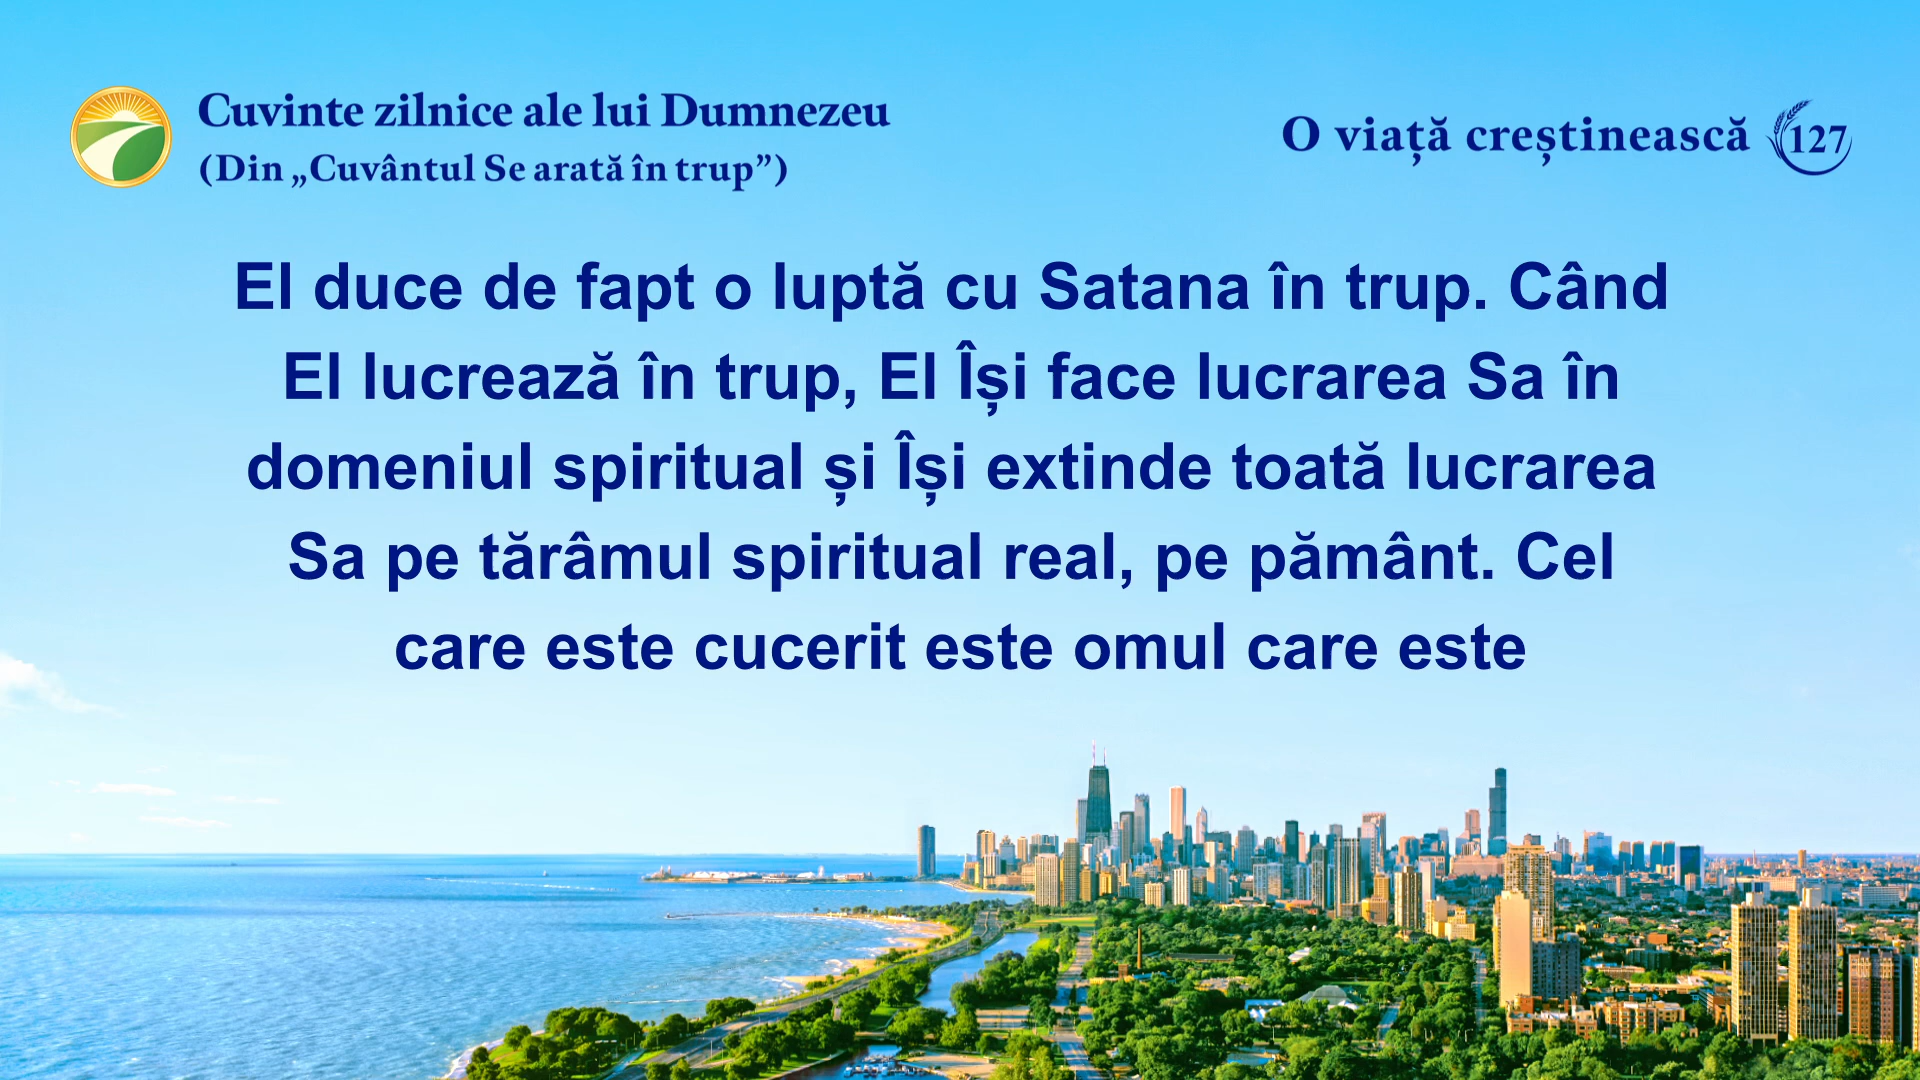 Cuvinte zilnice ale lui Dumnezeu
(Din „Cuvântul Se arată în trup”)
O viață creștinească 127
El duce de fapt o luptă cu Satana în trup. Când
El lucrează în trup, El Își face lucrarea Sa în
domeniul spiritual și Își extinde toată lucrarea
Sa pe tărâmul spiritual real, pe pământ. Cel
care este cucerit este omul care este